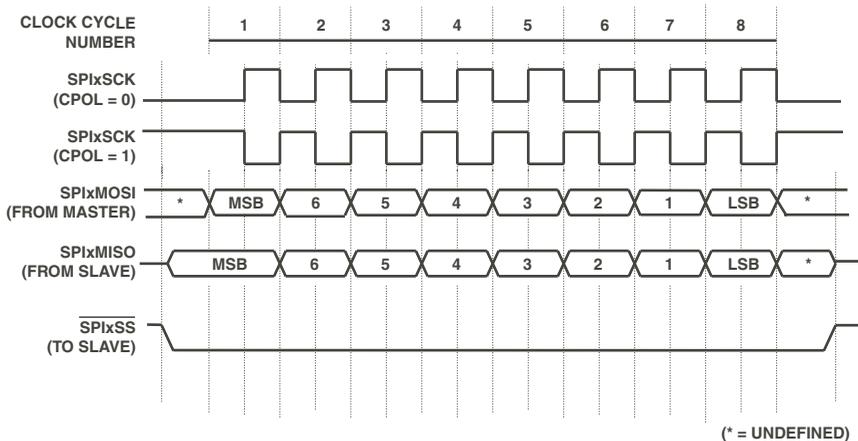 CLOCK CYCLE
NUMBER
1 2 3 4 5 6 7 8
SPIxSCK
(CPOL = 0)
SPIxSCK
(CPOL = 1)
SPIxMOSI
(FROM MASTER)
* MSB 6 5 4 3 2 1 LSB *
SPIxMISO
(FROM SLAVE)
MSB 6 5 4 3 2 1 LSB *
SPIxSS
(TO SLAVE)
(* = UNDEFINED)